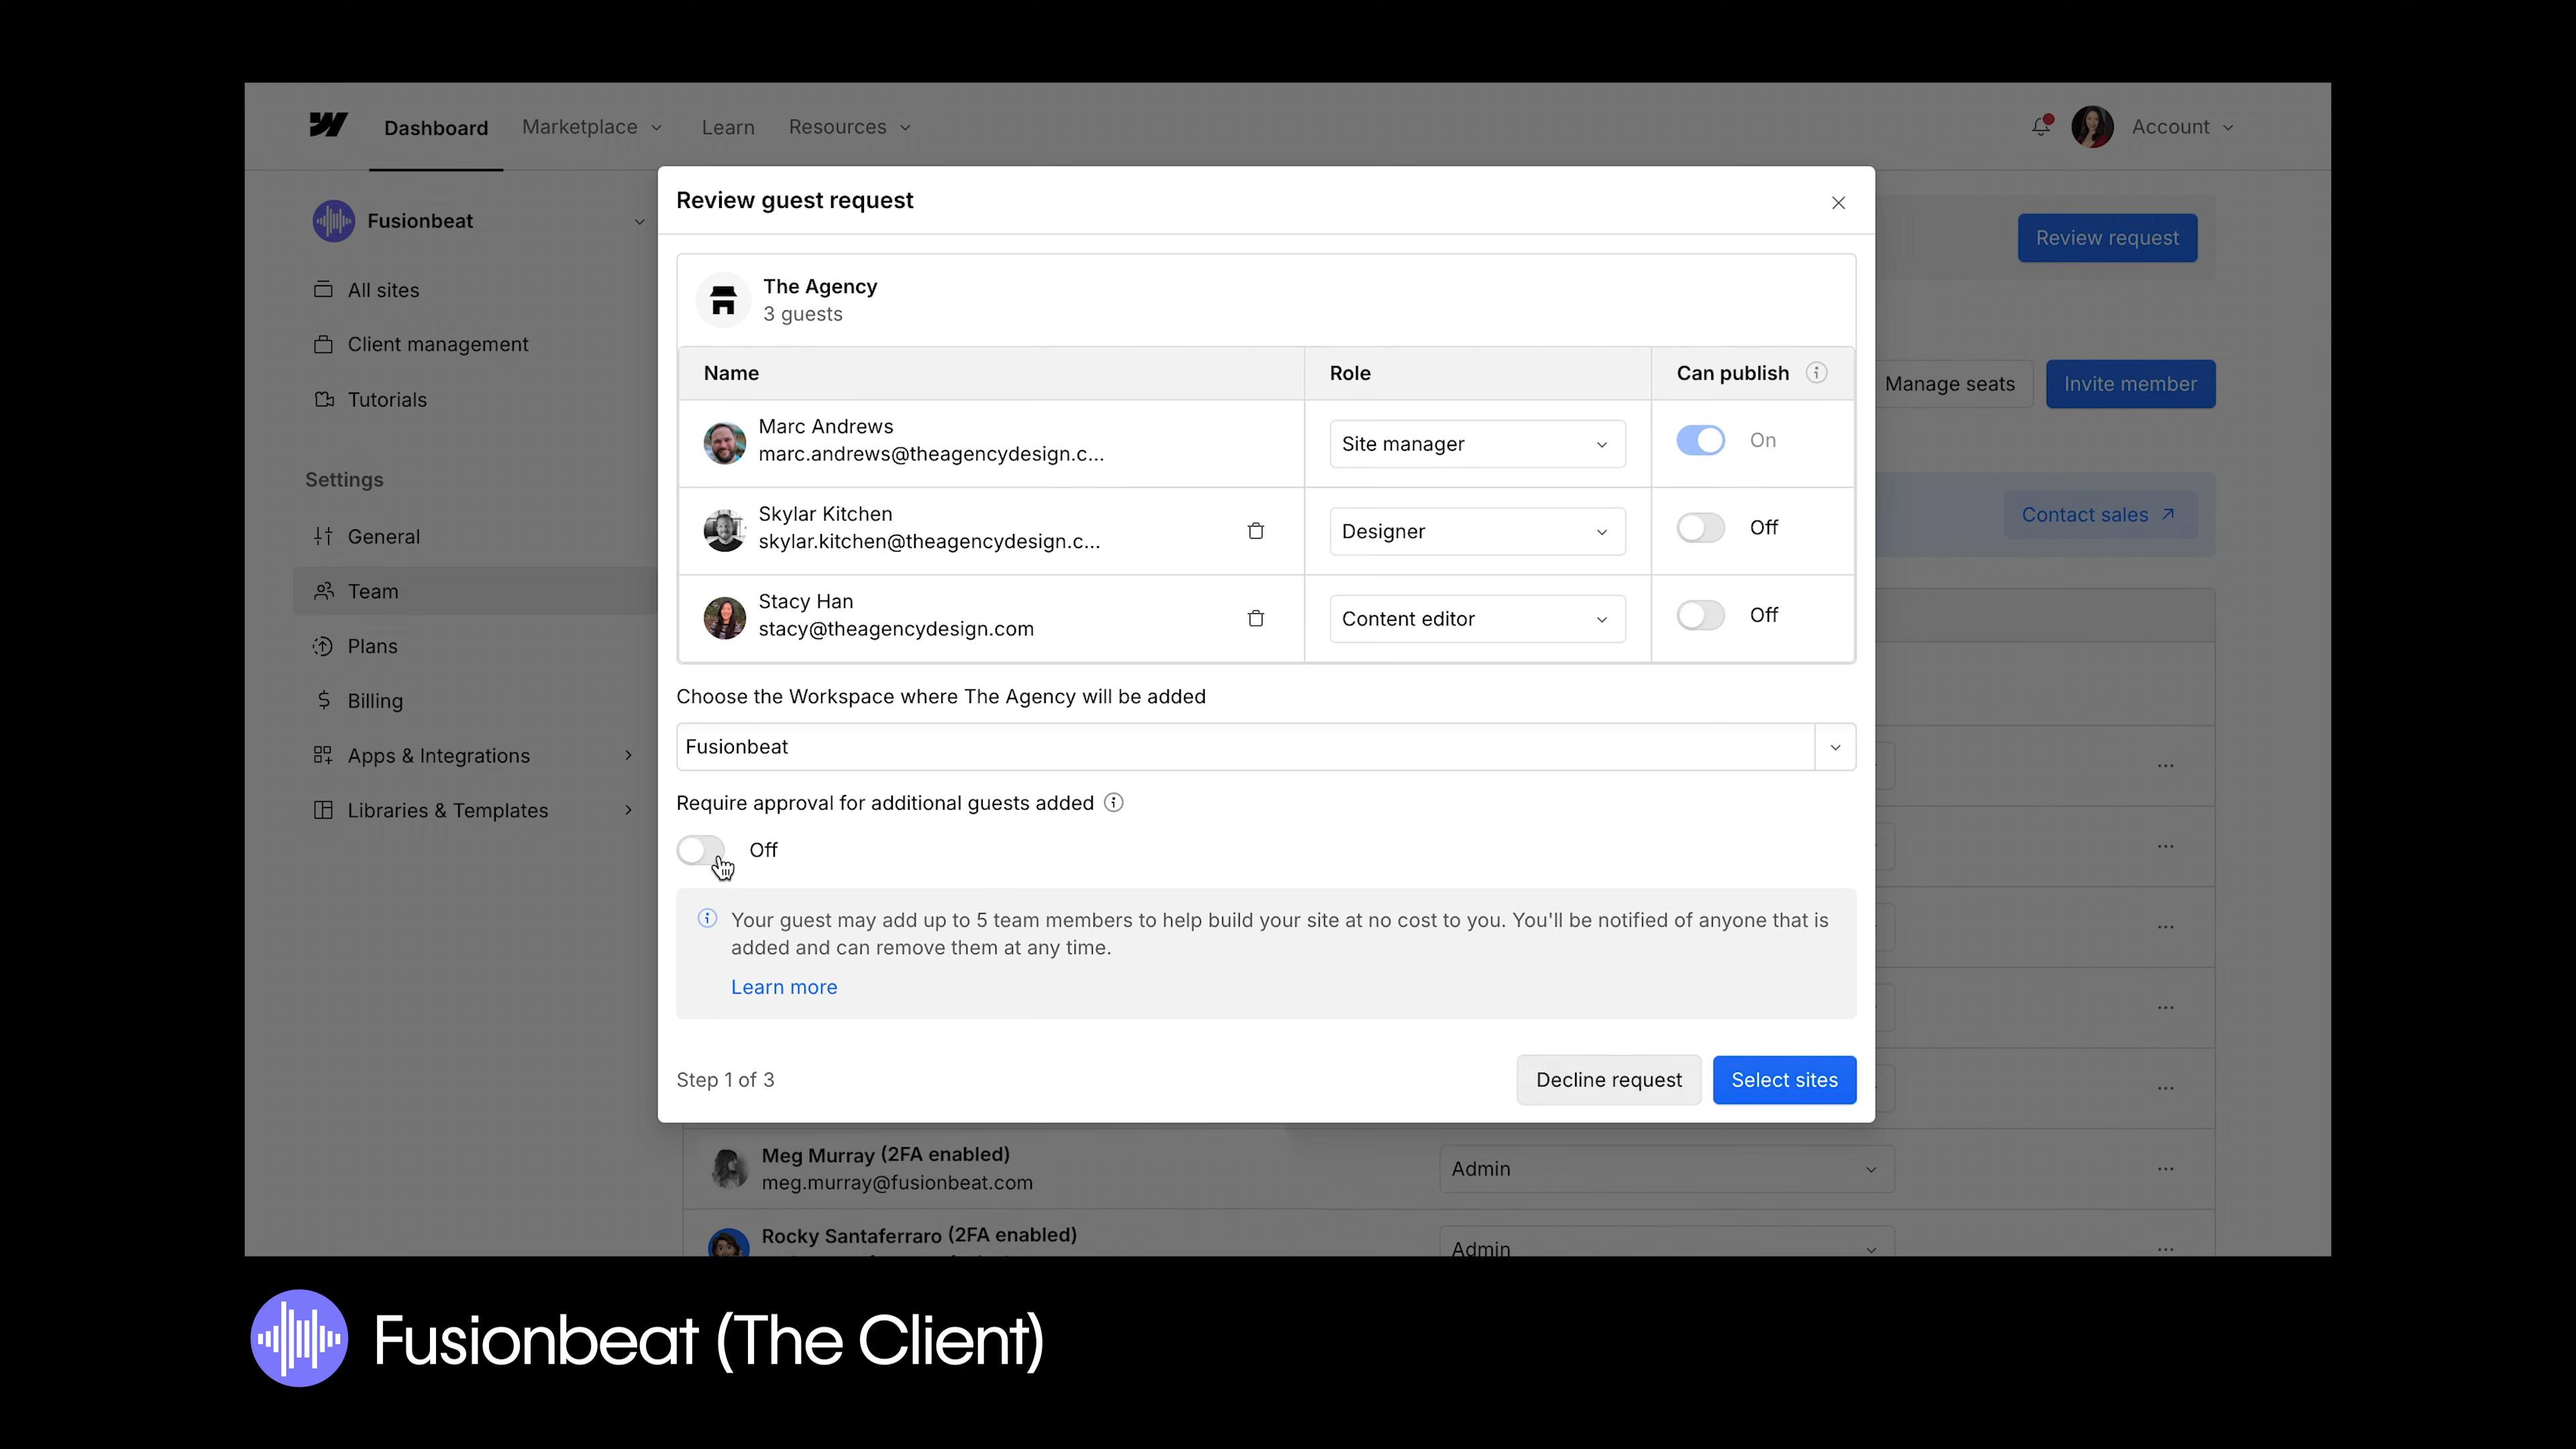 Dashboard Marketplace Learn Resources Account
Fusionbeat
All sites
Client management
Tutorials
Settings
General
Team
Plans
Billing
Apps & Integrations
Libraries & Templates
Review request
Manage seats Invite member
Contact sales
Review guest request
The Agency
3 guests
Name Role Can publish
Marc Andrews
marc.andrews@theagencydesign.c...
Site manager On
Skylar Kitchen
skylar.kitchen@theagencydesign.c...
Designer Off
Stacy Han
stacy@theagencydesign.com
Content editor Off
Choose the Workspace where The Agency will be added
Fusionbeat
Require approval for additional guests added
Off
Your guest may add up to 5 team members to help build your site at no cost to you. You'll be notified of anyone that is
added and can remove them at any time.
Learn more
Step 1 of 3 Decline request Select sites
Meg Murray (2FA enabled)
meg.murray@fusionbeat.com
Admin
Rocky Santaferraro (2FA enabled)
Admin
Fusionbeat (The Client)